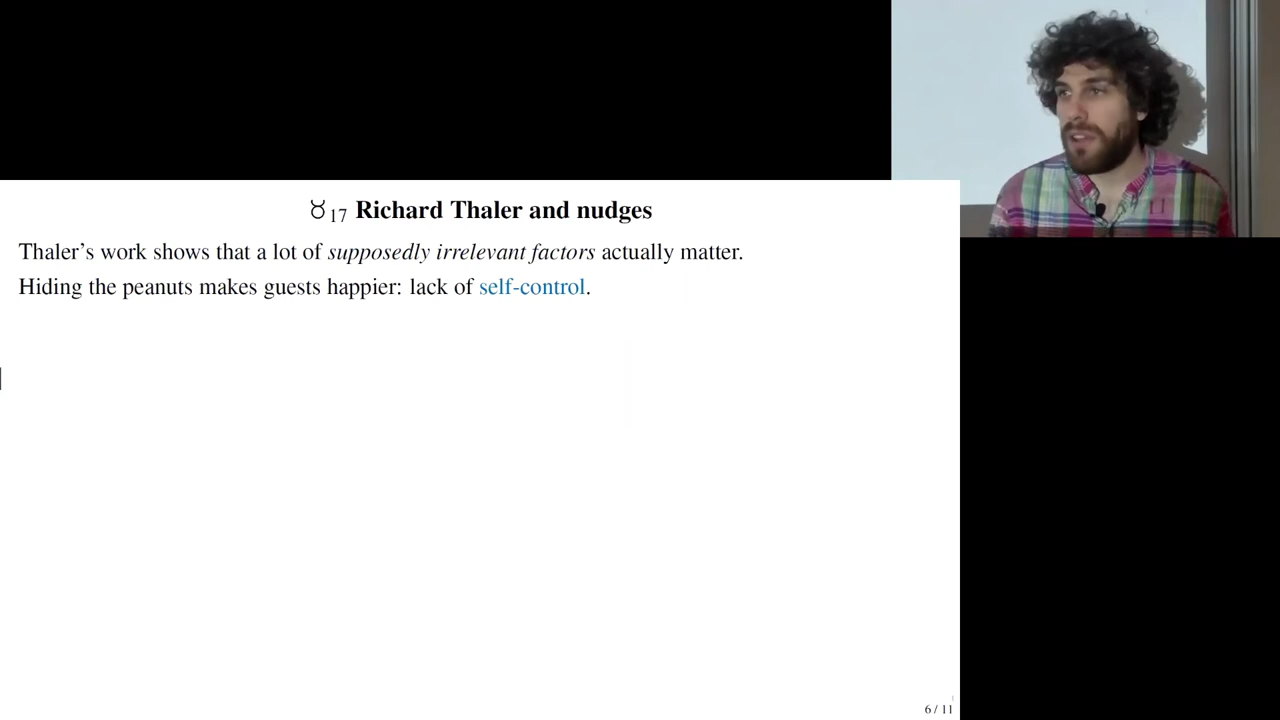 ♉17 Richard Thaler and nudges
Thaler’s work shows that a lot of supposedly irrelevant factors actually matter.
Hiding the peanuts makes guests happier: lack of self-control.
6 / 11